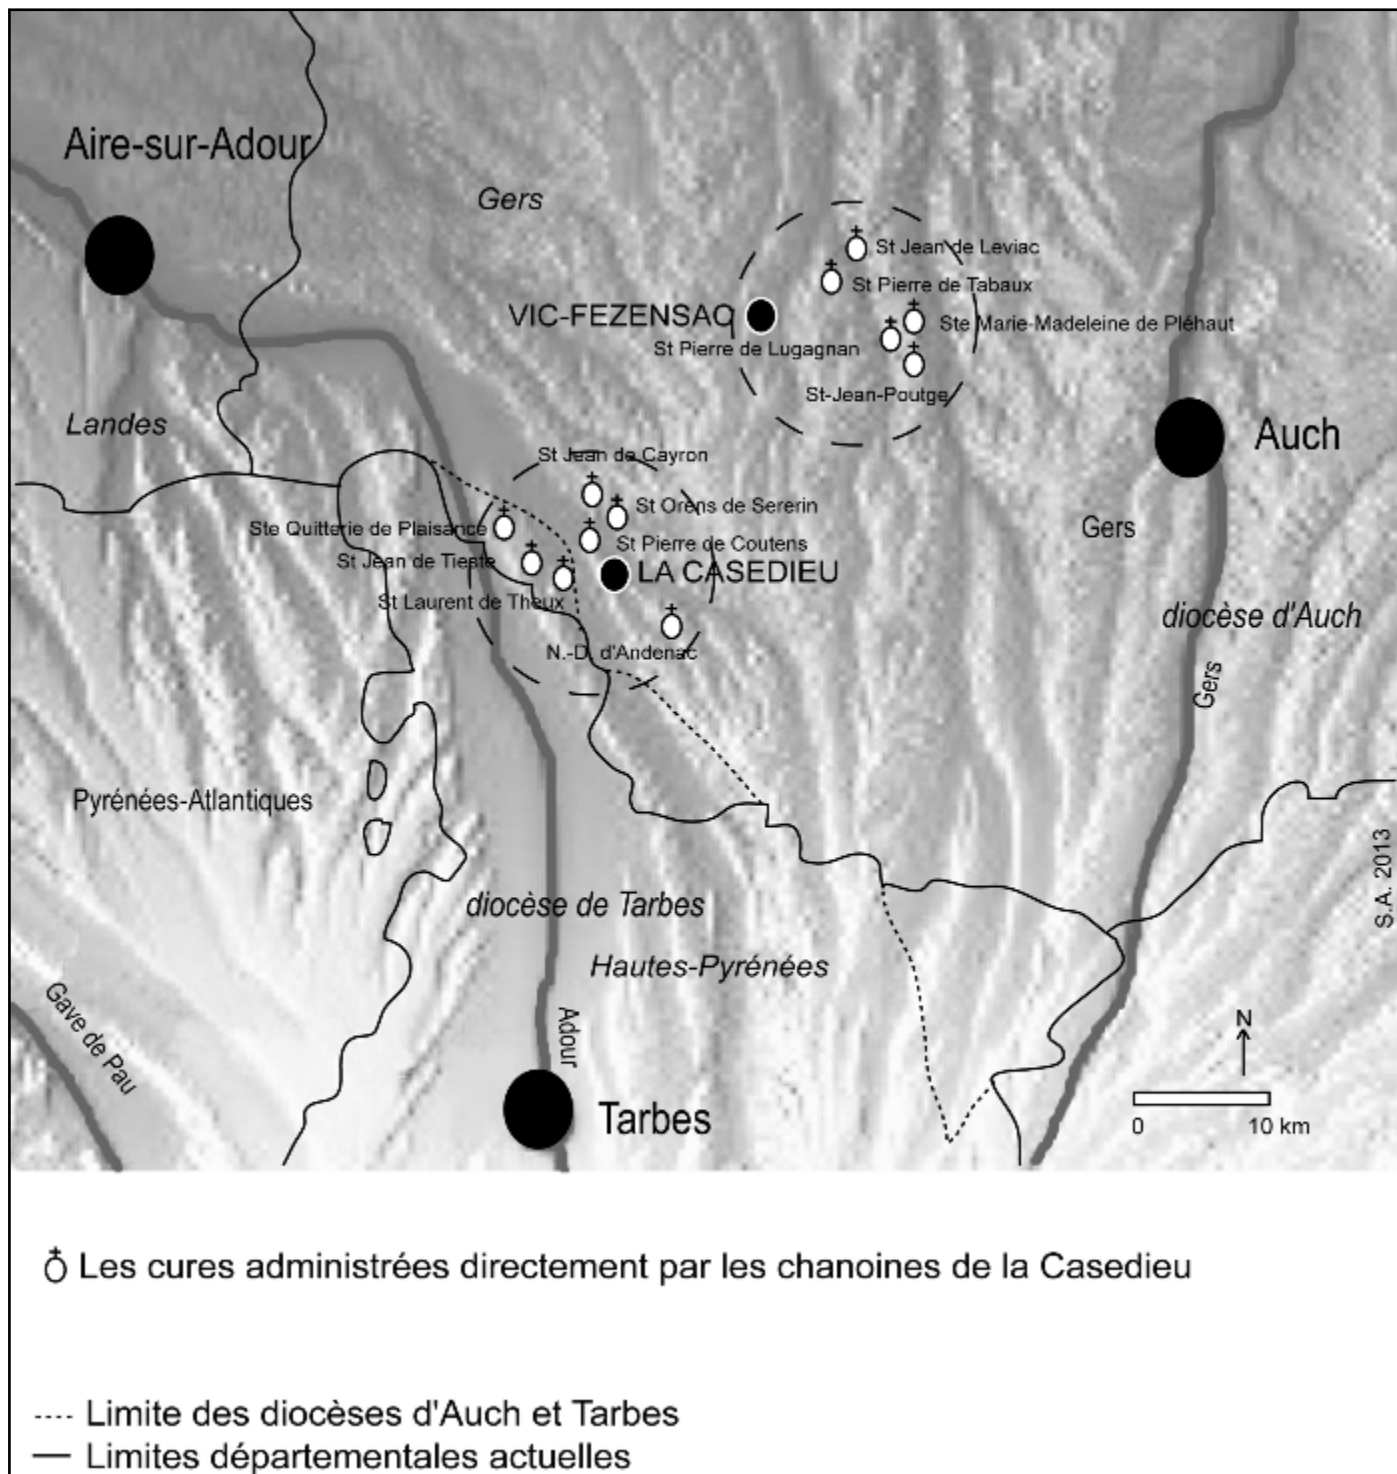 Aire-sur-Adour
Gers
St Jean de Leviac
St Pierre de Tabaux
VIC-FEZENSAC
Ste Marie-Madeleine de Pléhaut
St Pierre de Lugagnan
St-Jean-Poutge
Landes
Auch
St Jean de Cayron
St Orens de Sererin
Ste Quitterie de Plaisance
St Pierre de Coutens
Gers
St Jean de Tieste
LA CASEDIEU
St Laurent de Theux
diocèse d'Auch
N.-D. d'Andenac
Gers
Pyrénées-Atlantiques
S.A. 2013
diocèse de Tarbes
Hautes-Pyrénées
Gave de Pau
Adour
N
Tarbes
0 10 km
Les cures administrées directement par les chanoines de la Casedieu
Limite des diocèses d'Auch et Tarbes
Limites départementales actuelles